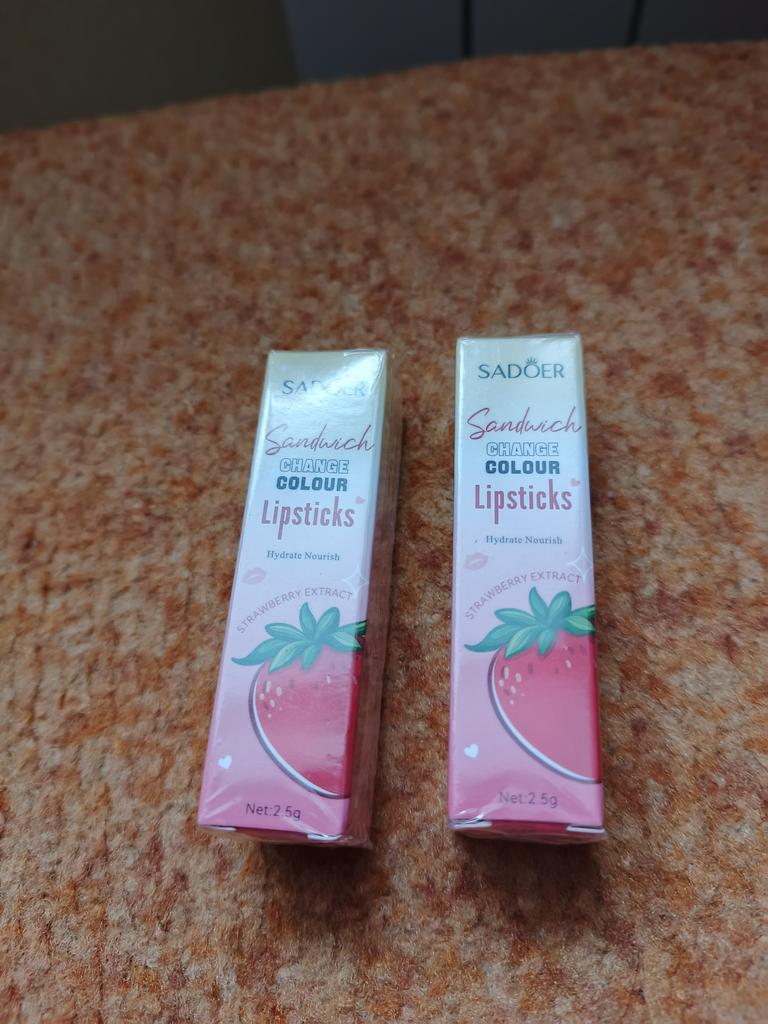 SADOER
Sandwich
CHANGE
COLOUR
Lipsticks
Hydrate Nourish
STRAWBERRY EXTRACT
Net:2.5g
SADOER
Sandwich
CHANGE
COLOUR
Lipsticks
Hydrate Nourish
STRAWBERRY EXTRACT
Net:2.5g